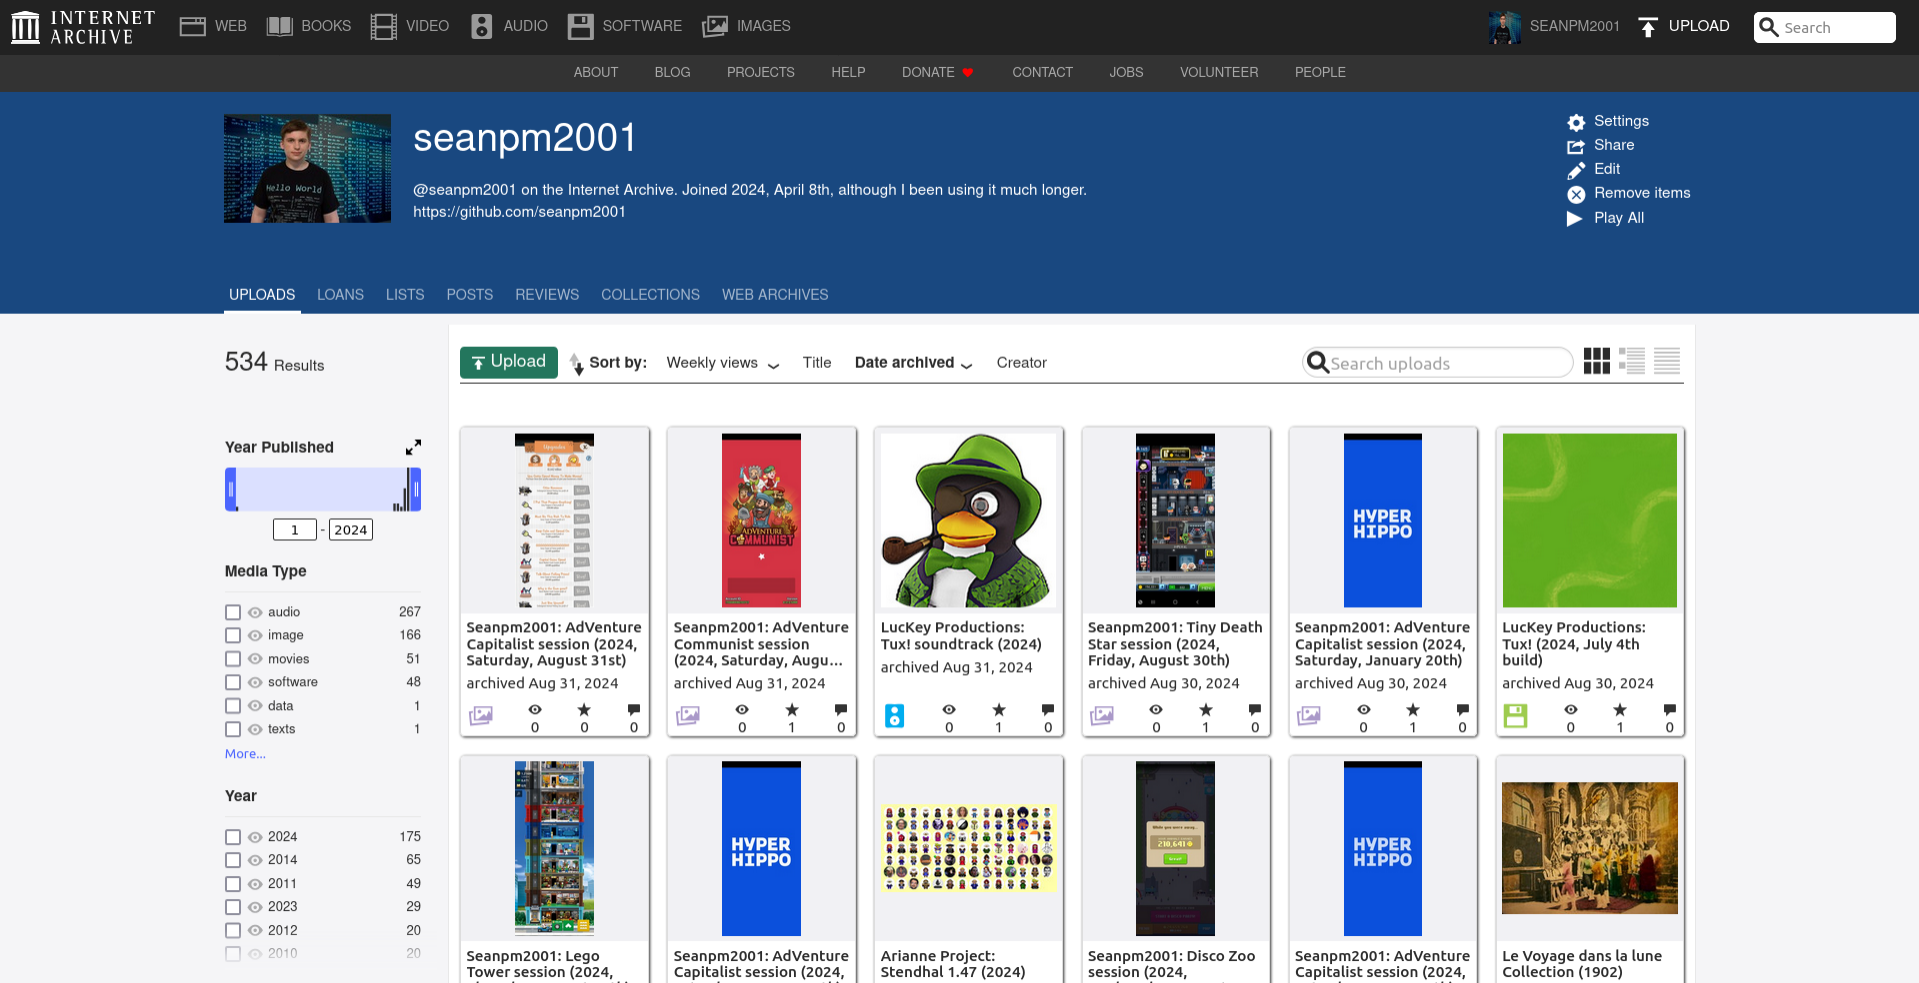 INTERNET ARCHIVE
WEB BOOKS VIDEO AUDIO SOFTWARE IMAGES SEANPM2001 UPLOAD Search
ABOUT BLOG PROJECTS HELP DONATE CONTACT JOBS VOLUNTEER PEOPLE
Hello World
seanpm2001
@seanpm2001 on the Internet Archive. Joined 2024, April 8th, although I been using it much longer.
https://github.com/seanpm2001
Settings
Share
Edit
Remove items
Play All
UPLOADS LOANS LISTS POSTS REVIEWS COLLECTIONS WEB ARCHIVES
534 Results
Year Published
1 - 2024
Media Type
audio 267
image 166
movies 51
software 48
data 1
texts 1
More...
Year
2024 175
2014 65
2011 49
2023 29
2012 20
2010 20
Upload Sort by: Weekly views Title Date archived Creator Search uploads
Seanpm2001: AdVenture
Capitalist session (2024,
Saturday, August 31st)
archived Aug 31, 2024
0 0 0
ADVENTURE
COMMUNIST
Seanpm2001: AdVenture
Communist session
(2024, Saturday, Augu...
archived Aug 31, 2024
0 1 0
LucKey Productions:
Tux! soundtrack (2024)
archived Aug 31, 2024
0 1 0
Seanpm2001: Tiny Death
Star session (2024,
Friday, August 30th)
archived Aug 30, 2024
0 1 0
HYPER
HIPPO
Seanpm2001: AdVenture
Capitalist session (2024,
Saturday, January 20th)
archived Aug 30, 2024
0 1 0
LucKey Productions:
Tux! (2024, July 4th
build)
archived Aug 30, 2024
0 1 0
Seanpm2001: Lego
Tower session (2024,
HYPER
HIPPO
Seanpm2001: AdVenture
Capitalist session (2024,
Arianne Project:
Stendhal 1.47 (2024)
While you were away...
210,641
Seanpm2001: Disco Zoo
session (2024,
HYPER
HIPPO
Seanpm2001: AdVenture
Capitalist session (2024,
Le Voyage dans la lune
Collection (1902)